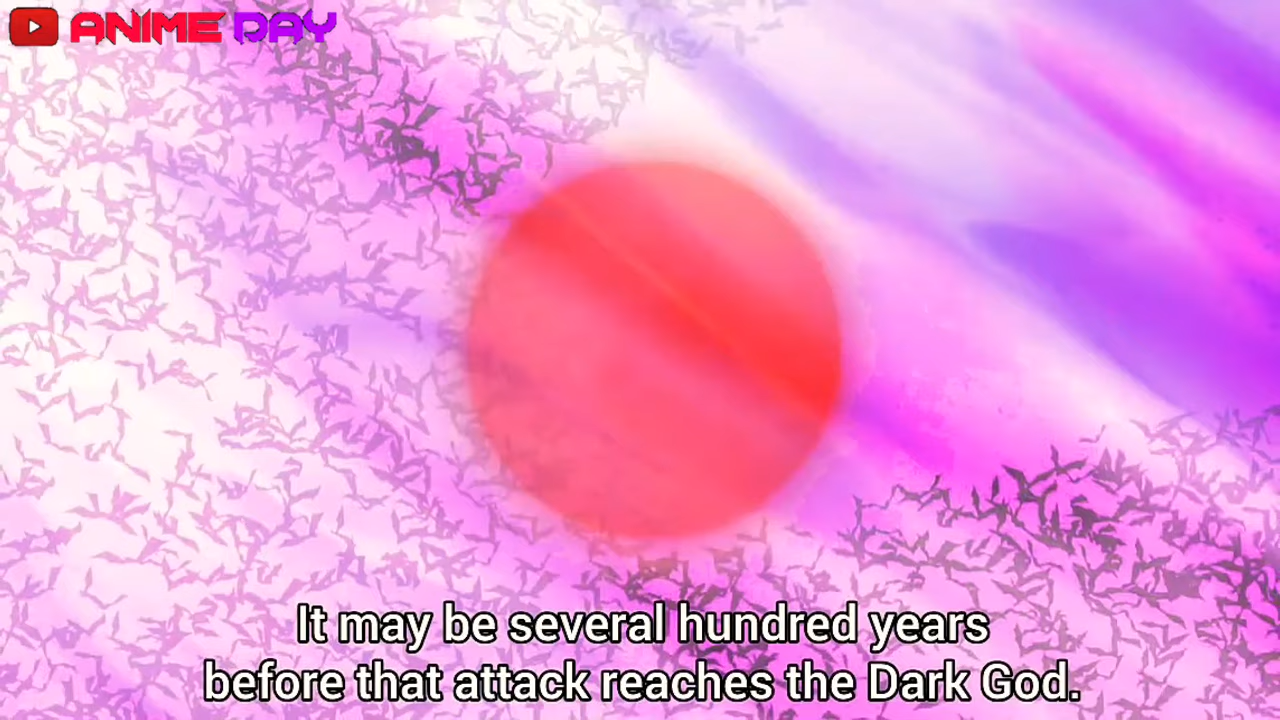 ANIME DAY
It may be several hundred years
before that attack reaches the Dark God.